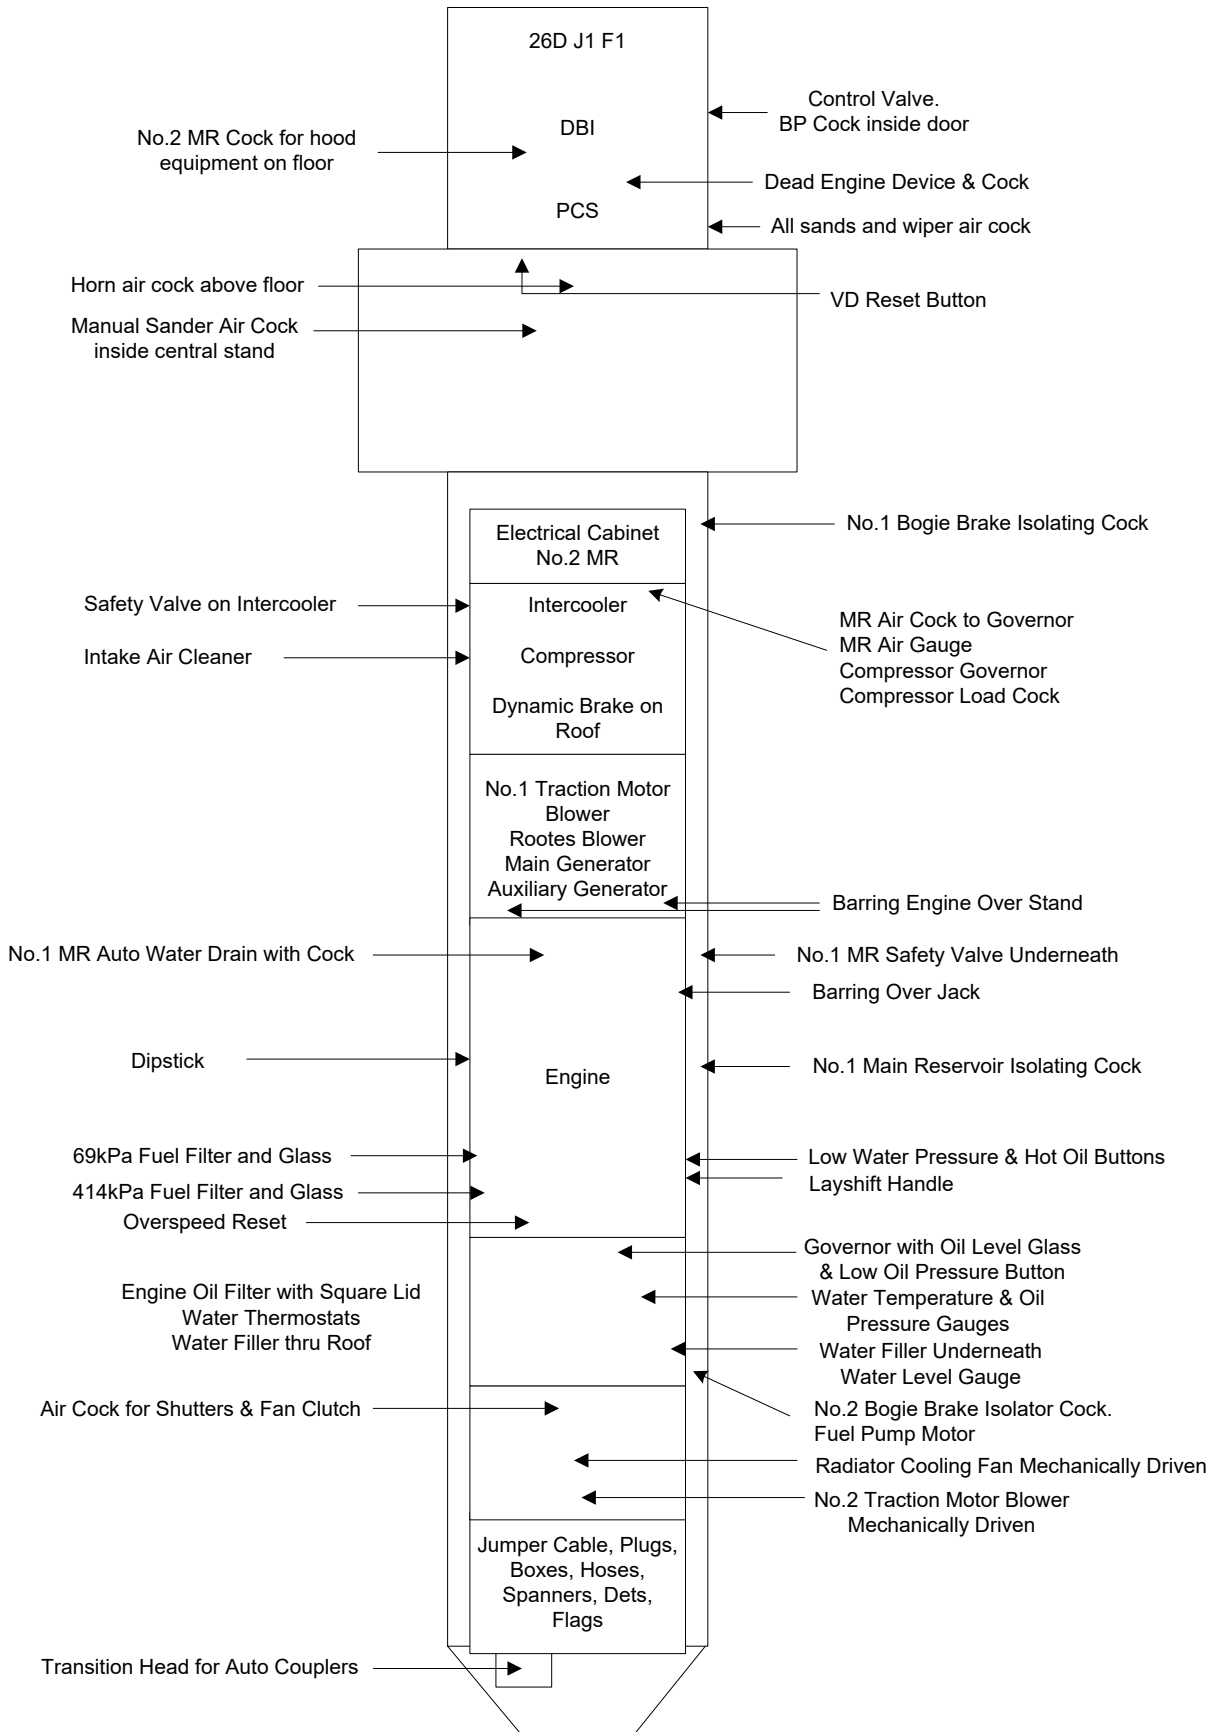 26D J1 F1
Control Valve.
BP Cock inside door
DBI
No.2 MR Cock for hood
equipment on floor
Dead Engine Device & Cock
PCS
All sands and wiper air cock
Horn air cock above floor
VD Reset Button
Manual Sander Air Cock
inside central stand
No.1 Bogie Brake Isolating Cock
Electrical Cabinet
No.2 MR
Safety Valve on Intercooler
Intercooler
MR Air Cock to Governor
MR Air Gauge
Compressor Governor
Compressor Load Cock
Intake Air Cleaner
Compressor
Dynamic Brake on
Roof
No.1 Traction Motor
Blower
Rootes Blower
Main Generator
Auxiliary Generator
Barring Engine Over Stand
No.1 MR Auto Water Drain with Cock
No.1 MR Safety Valve Underneath
Barring Over Jack
Dipstick
No.1 Main Reservoir Isolating Cock
Engine
69kPa Fuel Filter and Glass
Low Water Pressure & Hot Oil Buttons
Layshift Handle
414kPa Fuel Filter and Glass
Overspeed Reset
Governor with Oil Level Glass
& Low Oil Pressure Button
Engine Oil Filter with Square Lid
Water Thermostats
Water Filler thru Roof
Water Temperature & Oil
Pressure Gauges
Water Filler Underneath
Water Level Gauge
Air Cock for Shutters & Fan Clutch
No.2 Bogie Brake Isolator Cock.
Fuel Pump Motor
Radiator Cooling Fan Mechanically Driven
No.2 Traction Motor Blower
Mechanically Driven
Jumper Cable, Plugs,
Boxes, Hoses,
Spanners, Dets,
Flags
Transition Head for Auto Couplers